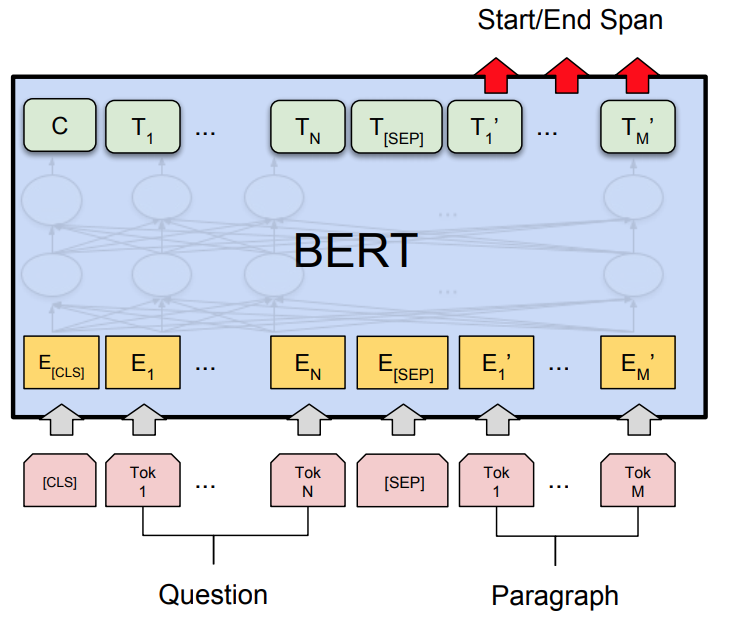 Start/End Span
C T1 ... TN T[SEP] T1’ ... TM’
...
BERT
...
E[CLS] E1 ... EN E[SEP] E1’ ... EM’
[CLS] Tok 1 ... Tok N [SEP] Tok 1 ... Tok M
Question Paragraph